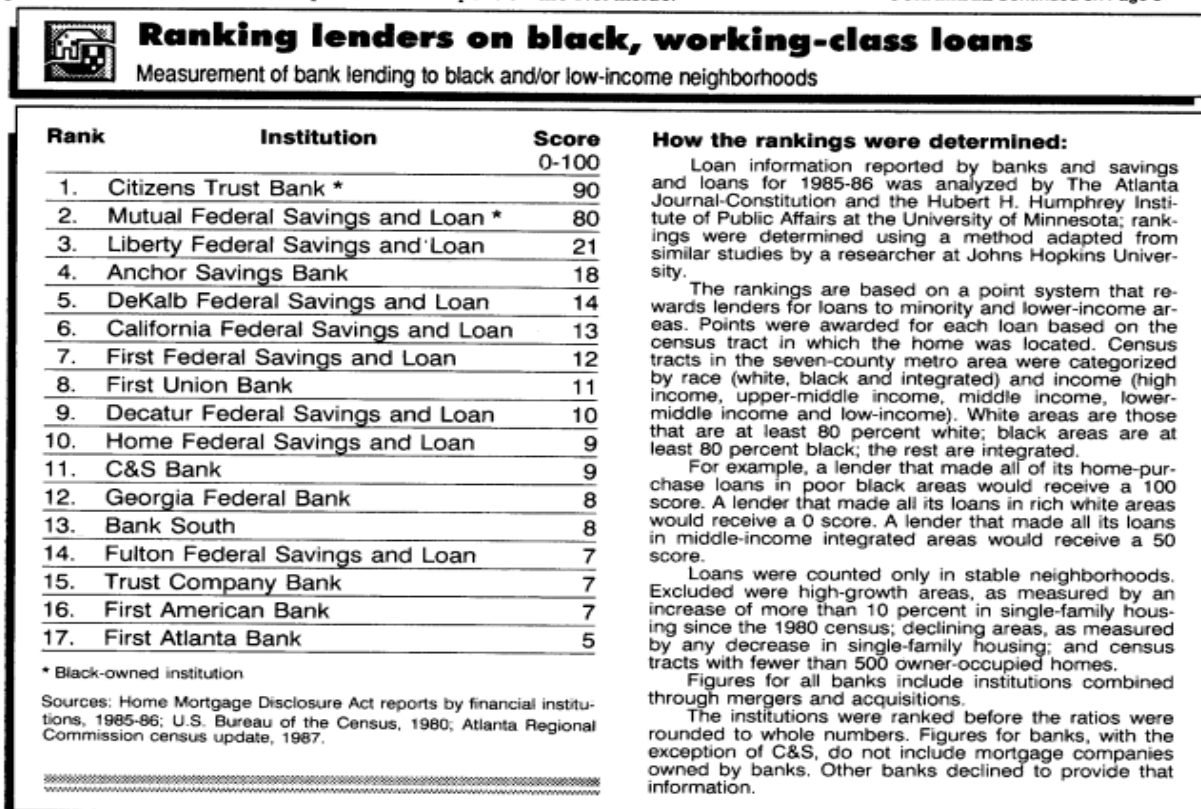 Ranking lenders on black, working-class loans
Measurement of bank lending to black and/or low-income neighborhoods
Rank Institution Score
0-100
1. Citizens Trust Bank * 90
2. Mutual Federal Savings and Loan * 80
3. Liberty Federal Savings and Loan 21
4. Anchor Savings Bank 18
5. DeKalb Federal Savings and Loan 14
6. California Federal Savings and Loan 13
7. First Federal Savings and Loan 12
8. First Union Bank 11
9. Decatur Federal Savings and Loan 10
10. Home Federal Savings and Loan 9
11. C&S Bank 9
12. Georgia Federal Bank 8
13. Bank South 8
14. Fulton Federal Savings and Loan 7
15. Trust Company Bank 7
16. First American Bank 7
17. First Atlanta Bank 5
* Black-owned institution
Sources: Home Mortgage Disclosure Act reports by financial institu-
tions, 1985-86; U.S. Bureau of the Census, 1980; Atlanta Regional
Commission census update, 1987.
How the rankings were determined:
Loan information reported by banks and savings
and loans for 1985-86 was analyzed by The Atlanta
Journal-Constitution and the Hubert H. Humphrey Insti-
tute of Public Affairs at the University of Minnesota; rank-
ings were determined using a method adapted from
similar studies by a researcher at Johns Hopkins Univer-
sity.
The rankings are based on a point system that re-
wards lenders for loans to minority and lower-income ar-
eas. Points were awarded for each loan based on the
census tract in which the home was located. Census
tracts in the seven-county metro area were categorized
by race (white, black and integrated) and income (high
income, upper-middle income, middle income, lower-
middle income and low-income). White areas are those
that are at least 80 percent white; black areas are at
least 80 percent black; the rest are integrated.
For example, a lender that made all of its home-pur-
chase loans in poor black areas would receive a 100
score. A lender that made all its loans in rich white areas
would receive a 0 score. A lender that made all its loans
in middle-income integrated areas would receive a 50
score.
Loans were counted only in stable neighborhoods.
Excluded were high-growth areas, as measured by an
increase of more than 10 percent in single-family hous-
ing since the 1980 census; declining areas, as measured
by any decrease in single-family housing; and census
tracts with fewer than 500 owner-occupied homes.
Figures for all banks include institutions combined
through mergers and acquisitions.
The institutions were ranked before the ratios were
rounded to whole numbers. Figures for banks, with the
exception of C&S, do not include mortgage companies
owned by banks. Other banks declined to provide that
information.